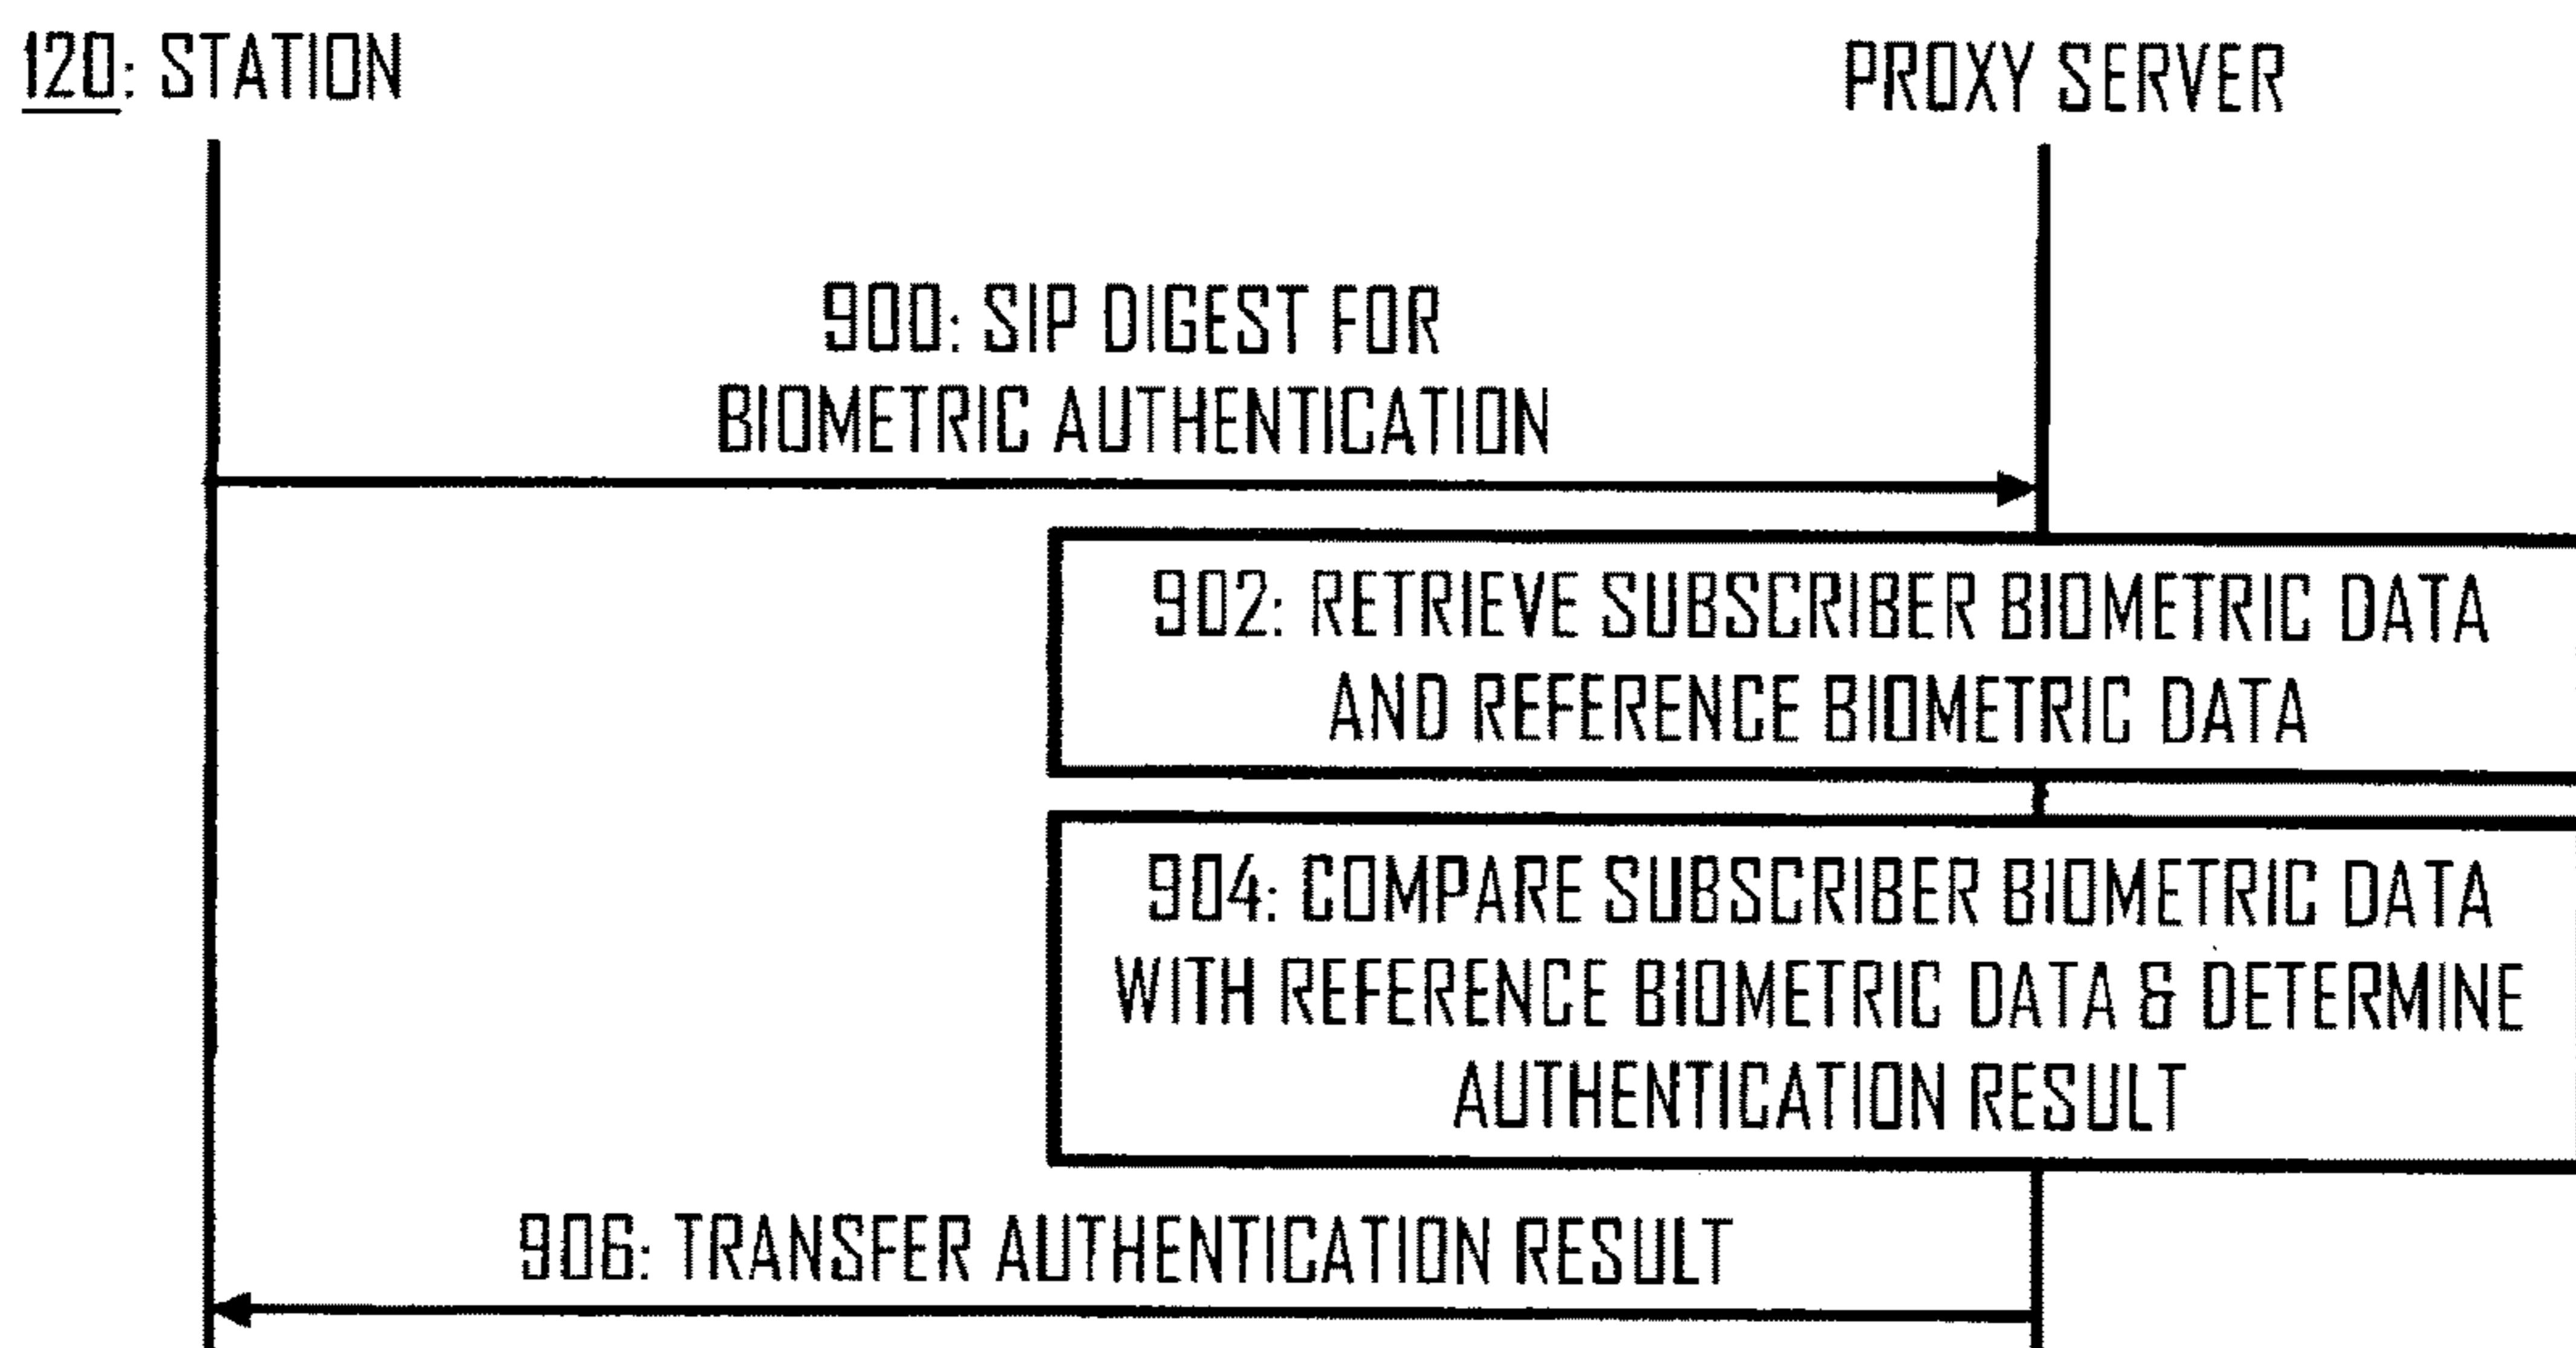 120: STATION
PROXY SERVER
900: SIP DIGEST FOR
BIOMETRIC AUTHENTICATION
902: RETRIEVE SUBSCRIBER BIOMETRIC DATA
AND REFERENCE BIOMETRIC DATA
904: COMPARE SUBSCRIBER BIOMETRIC DATA
WITH REFERENCE BIOMETRIC DATA & DETERMINE
AUTHENTICATION RESULT
906: TRANSFER AUTHENTICATION RESULT